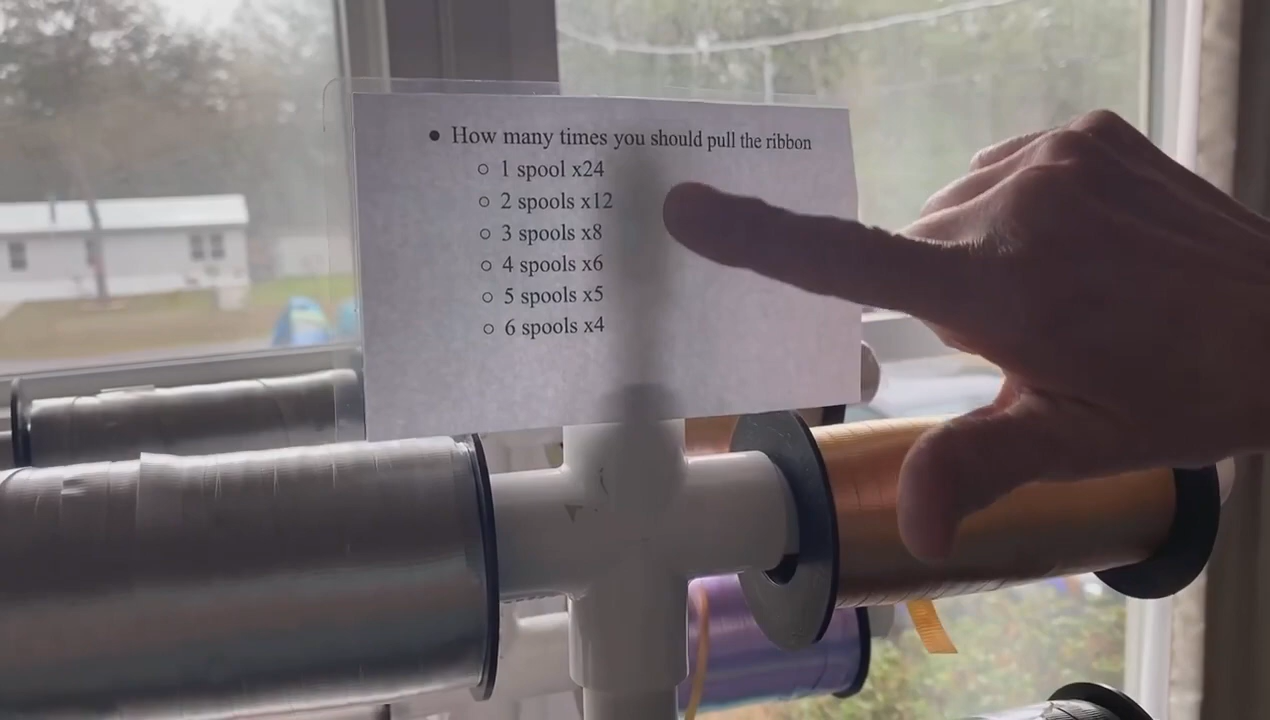 ● How many times you should pull the ribbon
○ 1 spool x24
○ 2 spools x12
○ 3 spools x8
○ 4 spools x6
○ 5 spools x5
○ 6 spools x4